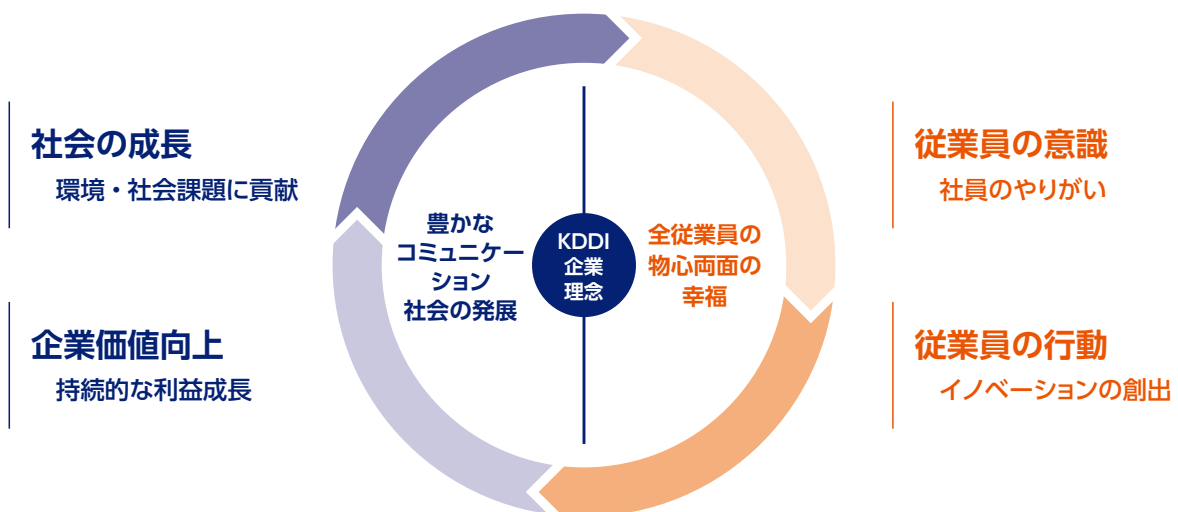 社会の成長
環境・社会課題に貢献
企業価値向上
持続的な利益成長
豊かな
コミュニケー
ション
社会の発展
KDDI
企業
理念
全従業員の
物心両面の
幸福
従業員の意識
社員のやりがい
従業員の行動
イノベーションの創出